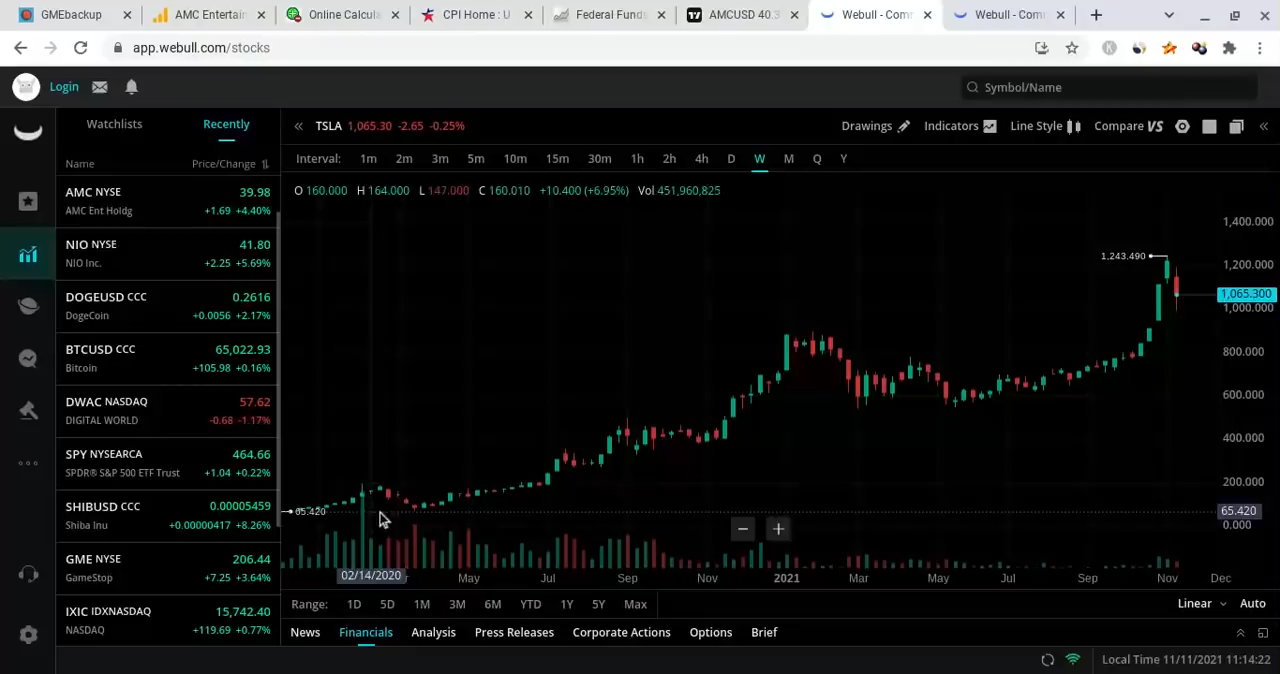 GMEbackup
AMC Entertain
Online Calcula
CPI Home : U
Federal Fund
AMCUSD 40.3
Webull - Com
Webull - Com
app.webull.com/stocks
Login
Symbol/Name
Watchlists Recently
Name Price/Change
AMC NYSE 39.98
AMC Ent Holdg +1.69 +4.40%
NIO NYSE 41.80
NIO Inc. +2.25 +5.69%
DOGEUSD CCC 0.2616
DogeCoin +0.0056 +2.17%
BTCUSD CCC 65,022.93
Bitcoin +105.98 +0.16%
DWAC NASDAQ 57.62
DIGITAL WORLD -0.68 -1.17%
SPY NYSEARCA 464.66
SPDR® S&P 500 ETF Trust +1.04 +0.22%
SHIBUSD CCC 0.00005459
Shiba Inu +0.00000417 +8.26%
GME NYSE 206.44
GameStop +7.25 +3.64%
IXIC IDXNASDAQ 15,742.40
NASDAQ +119.69 +0.77%
TSLA 1,065.30 -2.65 -0.25%
Drawings Indicators Line Style Compare VS
Interval: 1m 2m 3m 5m 10m 15m 30m 1h 2h 4h D W M Q Y
O 160.000 H 164.000 L 147.000 C 160.010 +10.400 (+6.95%) Vol 451,960,825
1,400.000
1,243.490
1,200.000
1,065.300
1,000.000
800.000
600.000
400.000
200.000
65.420
65.420
0.000
02/14/2020 May Jul Sep Nov 2021 Mar May Jul Sep Nov Dec
Range: 1D 5D 1M 3M 6M YTD 1Y 5Y Max
Linear Auto
News Financials Analysis Press Releases Corporate Actions Options Brief
Local Time 11/11/2021 11:14:22